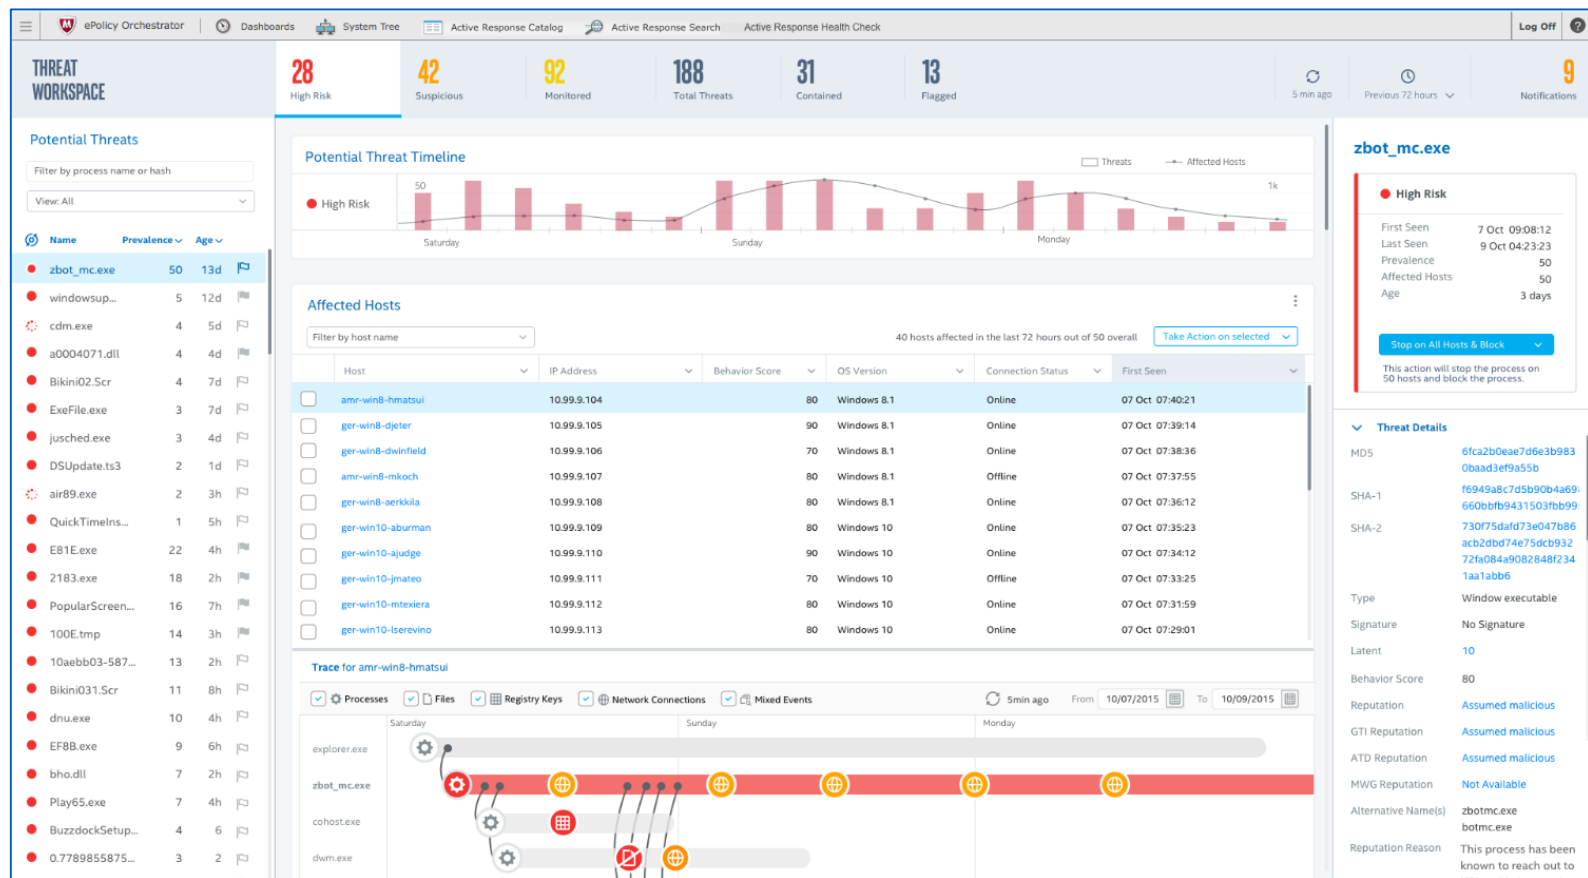 ePolicy Orchestrator Dashboards System Tree Active Response Catalog Active Response Search Active Response Health Check Log Off ?
THREAT
WORKSPACE
28
High Risk
42
Suspicious
92
Monitored
188
Total Threats
31
Contained
13
Flagged
5 min ago
Previous 72 hours
9
Notifications
Potential Threats
Filter by process name or hash
View: All
Name Prevalence Age
zbot_mc.exe 50 13d
windowsup... 5 12d
cdm.exe 4 5d
a0004071.dll 4 4d
Bikini02.Scr 4 7d
ExeFile.exe 3 7d
jusched.exe 3 4d
DSUpdate.ts3 2 1d
air89.exe 2 3h
QuickTimeIns... 1 5h
E81E.exe 22 4h
2183.exe 18 2h
PopularScreen... 16 7h
100E.tmp 14 3h
10aebb03-587... 13 2h
Bikini031.Scr 11 8h
dnu.exe 10 4h
EF8B.exe 9 6h
bho.dll 7 2h
Play65.exe 7 4h
BuzzdockSetup... 4 6
0.7789855875... 3 2
Potential Threat Timeline
Threats Affected Hosts
High Risk
50 1k
Saturday Sunday Monday
Affected Hosts
Filter by host name
40 hosts affected in the last 72 hours out of 50 overall
Take Action on selected
Host IP Address Behavior Score OS Version Connection Status First Seen
amr-win8-hmatsui 10.99.9.104 80 Windows 8.1 Online 07 Oct 07:40:21
ger-win8-djeter 10.99.9.105 90 Windows 8.1 Online 07 Oct 07:39:14
ger-win8-dwinfield 10.99.9.106 70 Windows 8.1 Online 07 Oct 07:38:36
amr-win8-mkoch 10.99.9.107 80 Windows 8.1 Offline 07 Oct 07:37:55
ger-win8-aerkkila 10.99.9.108 80 Windows 8.1 Online 07 Oct 07:36:12
ger-win10-aburman 10.99.9.109 80 Windows 10 Online 07 Oct 07:35:23
ger-win10-ajudge 10.99.9.110 90 Windows 10 Online 07 Oct 07:34:12
ger-win10-jmateo 10.99.9.111 70 Windows 10 Offline 07 Oct 07:33:25
ger-win10-mtexiera 10.99.9.112 80 Windows 10 Online 07 Oct 07:31:59
ger-win10-lserevino 10.99.9.113 80 Windows 10 Online 07 Oct 07:29:01
Trace for amr-win8-hmatsui
Processes Files Registry Keys Network Connections Mixed Events 5min ago From 10/07/2015 To 10/09/2015
Saturday Sunday Monday
explorer.exe
zbot_mc.exe
cohost.exe
dwm.exe
zbot_mc.exe
High Risk
First Seen 7 Oct 09:08:12
Last Seen 9 Oct 04:23:23
Prevalence 50
Affected Hosts 50
Age 3 days
Stop on All Hosts & Block
This action will stop the process on
50 hosts and block the process.
Threat Details
MD5 6fca2b0eae7d6e3b983
0baad3ef9a55b
SHA-1 f6949a8c7d5b90b4a69
660bbfb9431503fbb99
SHA-2 730f75dafd73e047b86
acb2dbd74e75dcb932
72fa084a9082848f234
1aa1abb6
Type Window executable
Signature No Signature
Latent 10
Behavior Score 80
Reputation Assumed malicious
GTI Reputation Assumed malicious
ATD Reputation Assumed malicious
MWG Reputation Not Available
Alternative Name(s) zbotmc.exe
botmc.exe
Reputation Reason This process has been
known to reach out to